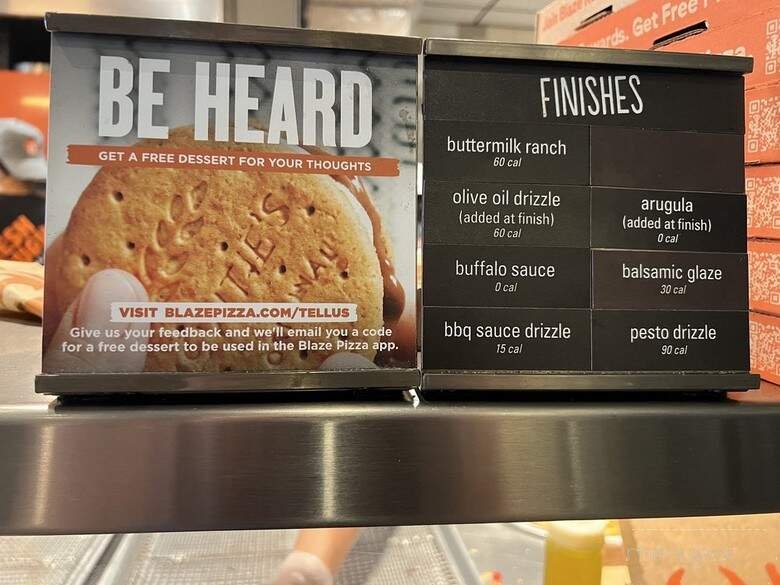 BE HEARD
GET A FREE DESSERT FOR YOUR THOUGHTS
VISIT BLAZEPIZZA.COM/TELLUS
Give us your feedback and we'll email you a code
for a free dessert to be used in the Blaze Pizza app.
FINISHES
buttermilk ranch
60 cal
olive oil drizzle
(added at finish)
60 cal
arugula
(added at finish)
0 cal
buffalo sauce
0 cal
balsamic glaze
30 cal
bbq sauce drizzle
15 cal
pesto drizzle
90 cal
Get Free